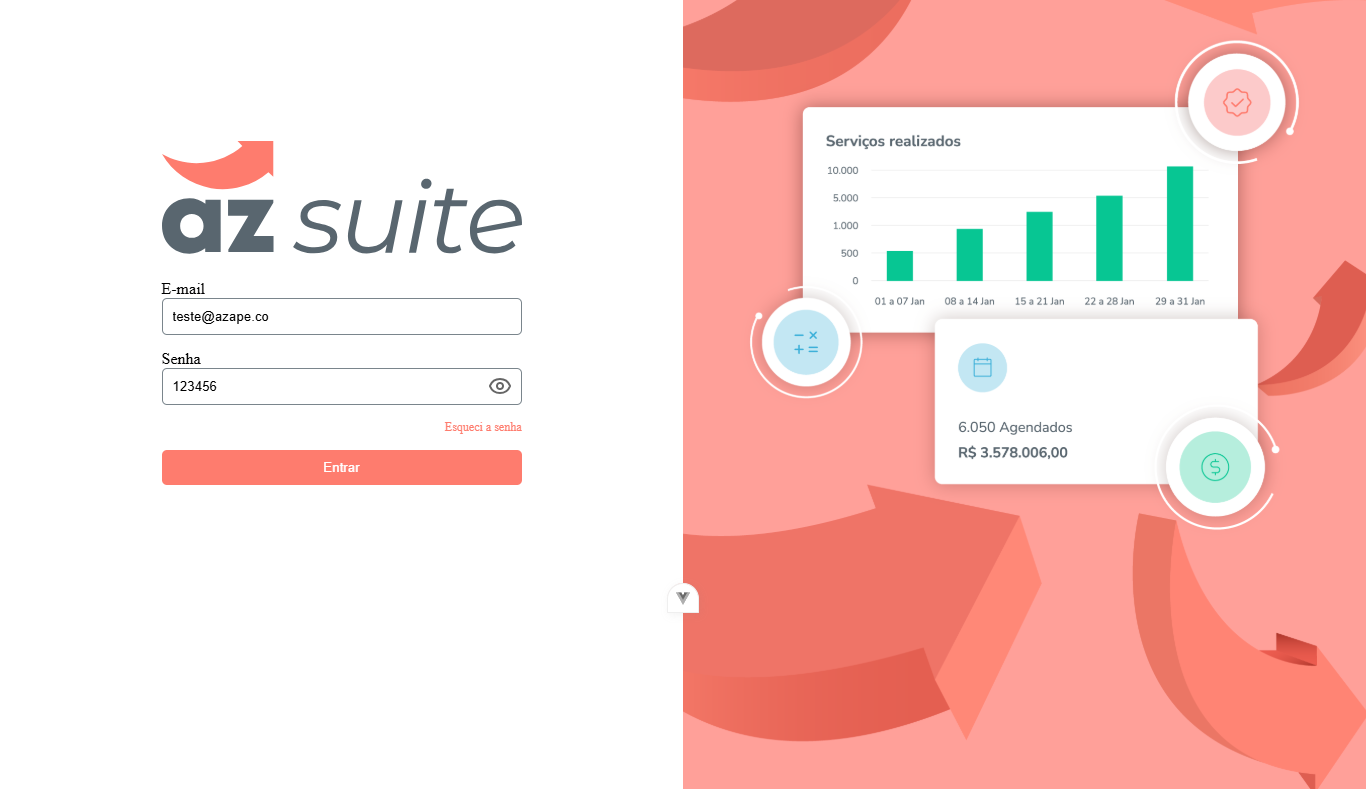 az suite
E-mail
teste@azape.co
Senha
123456
Esqueci a senha
Entrar
Serviços realizados
10.000
5.000
1.000
500
0
01 a 07 Jan 08 a 14 Jan 15 a 21 Jan 22 a 28 Jan 29 a 31 Jan
6.050 Agendados
R$ 3.578.006,00